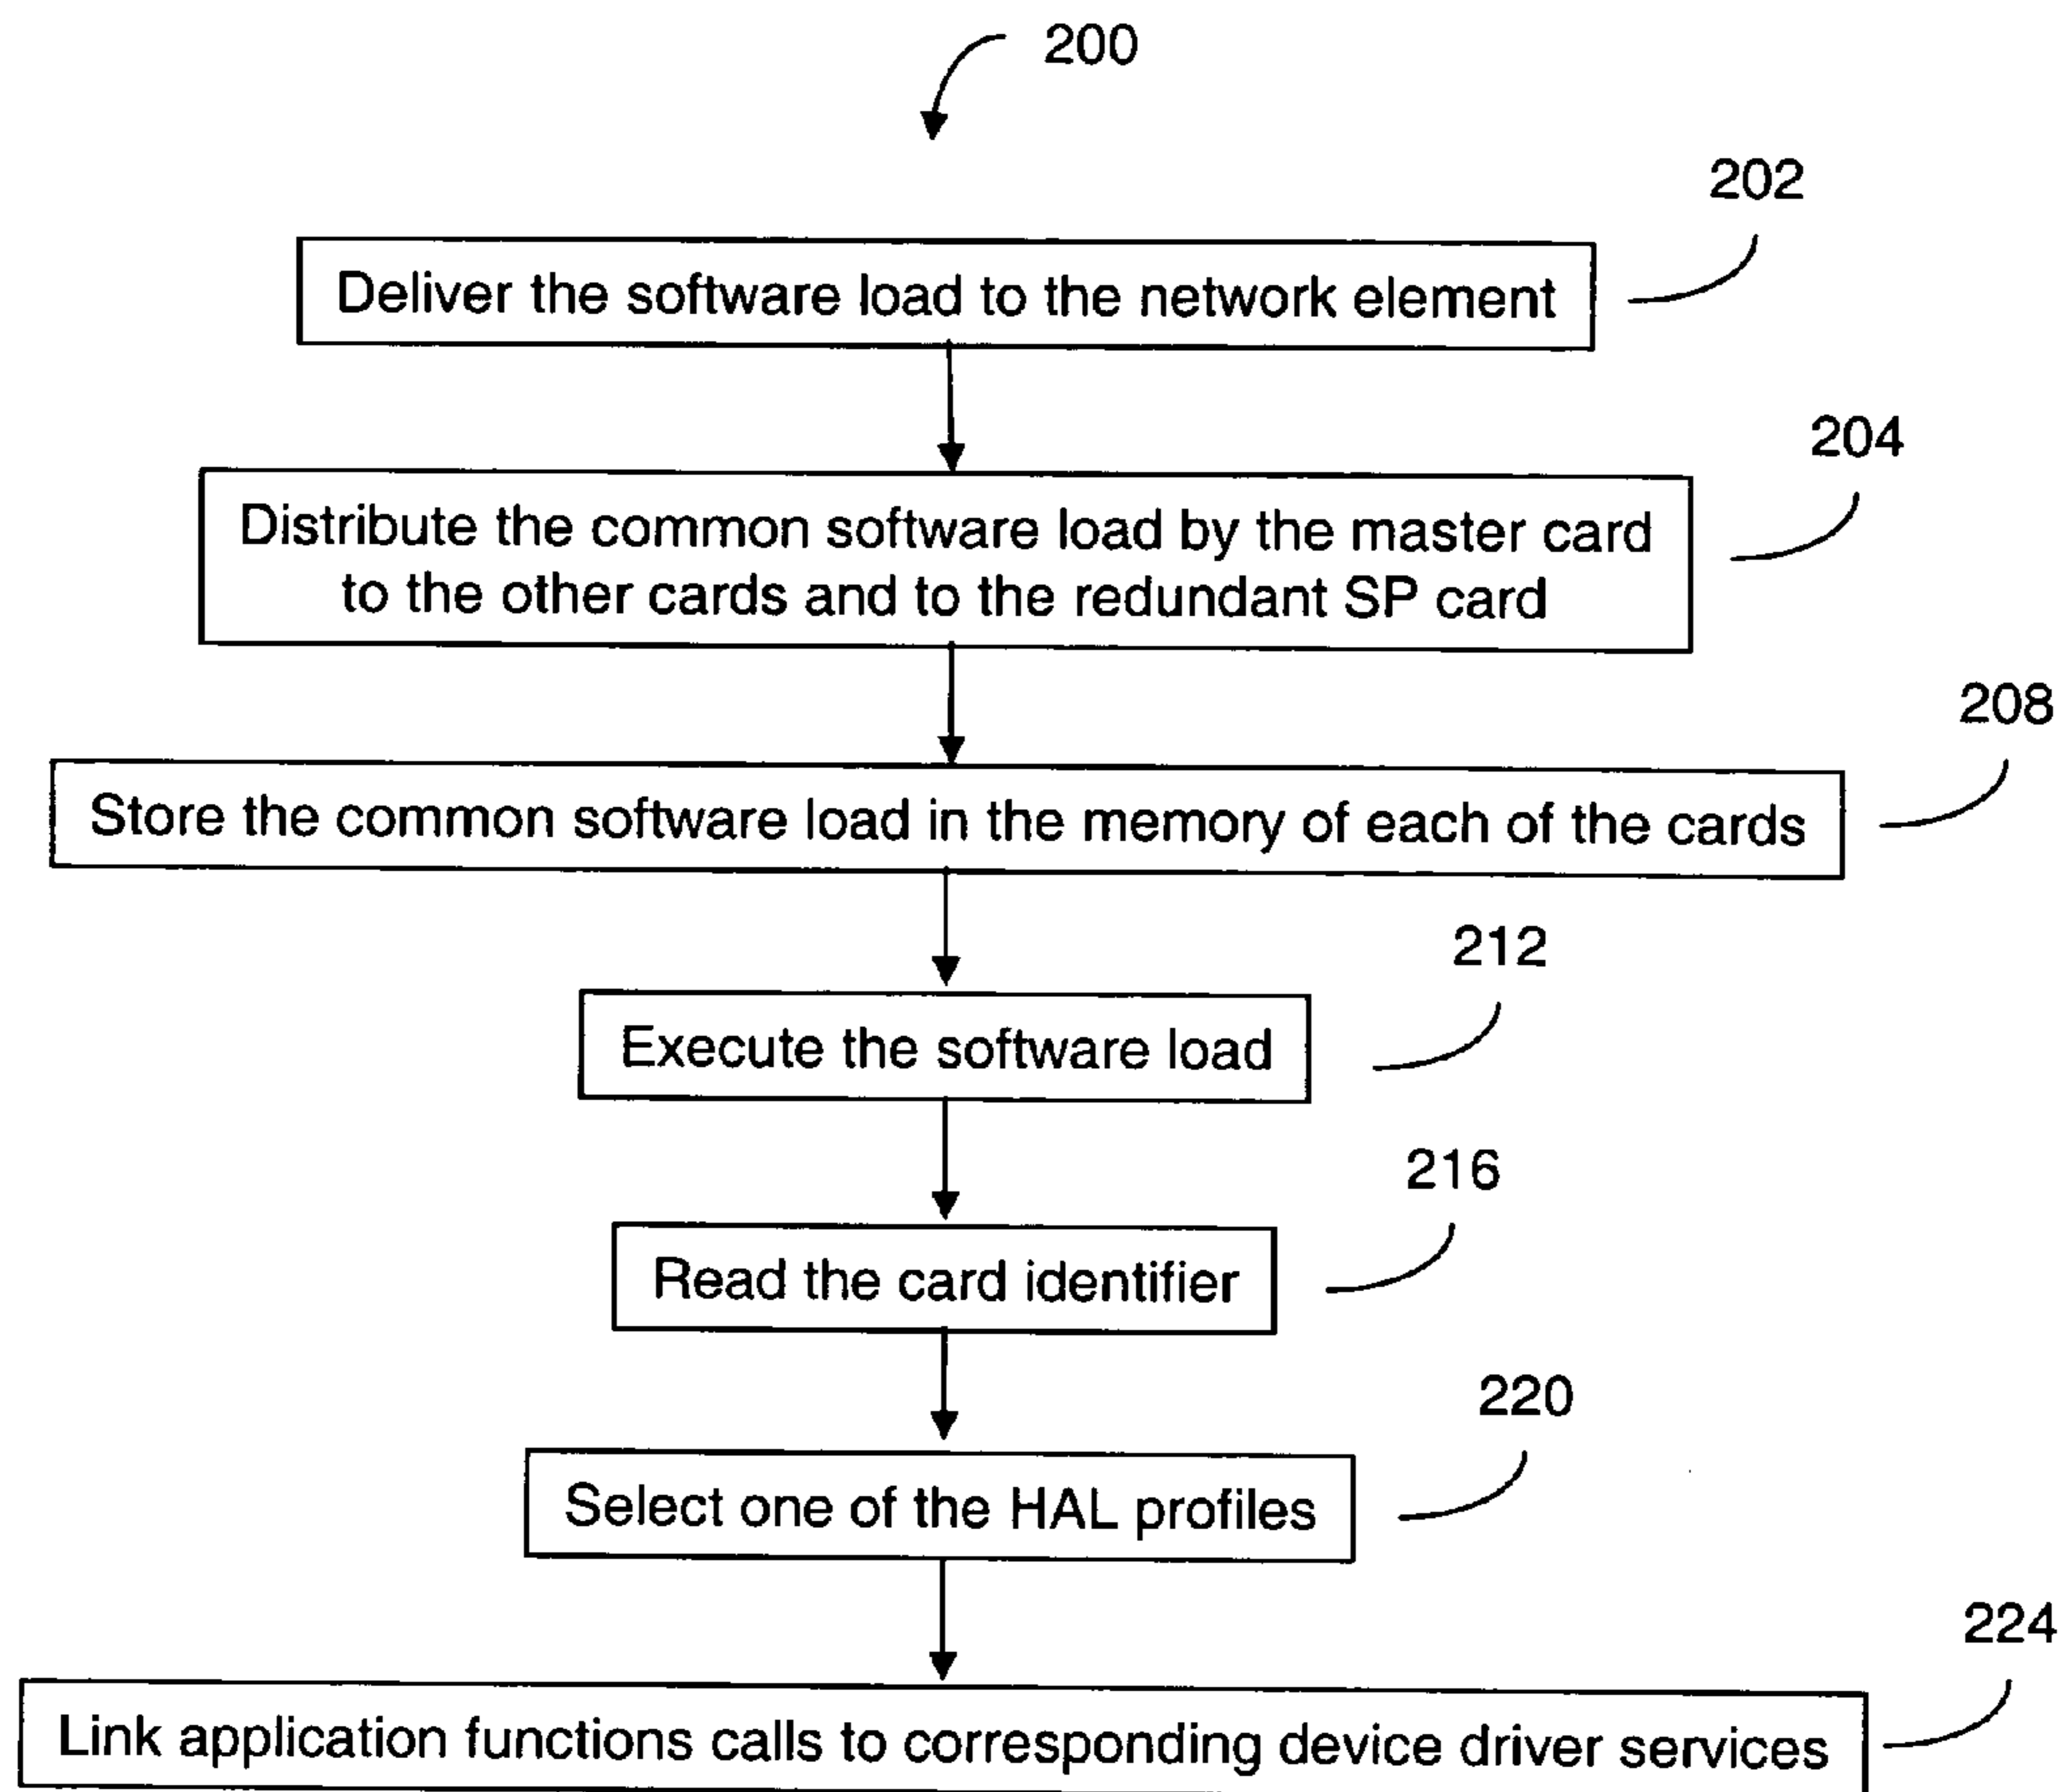 200
202
Deliver the software load to the network element
204
Distribute the common software load by the master card
to the other cards and to the redundant SP card
208
Store the common software load in the memory of each of the cards
212
Execute the software load
216
Read the card identifier
220
Select one of the HAL profiles
224
Link application functions calls to corresponding device driver services